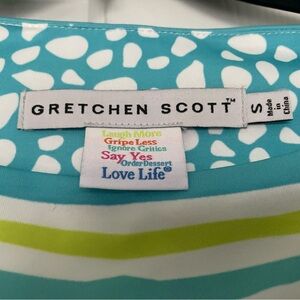 GRETCHEN SCOTT™
S
Made
in
China
Laugh More
Gripe Less
Ignore Critics
Say Yes
Order Dessert
Love Life®